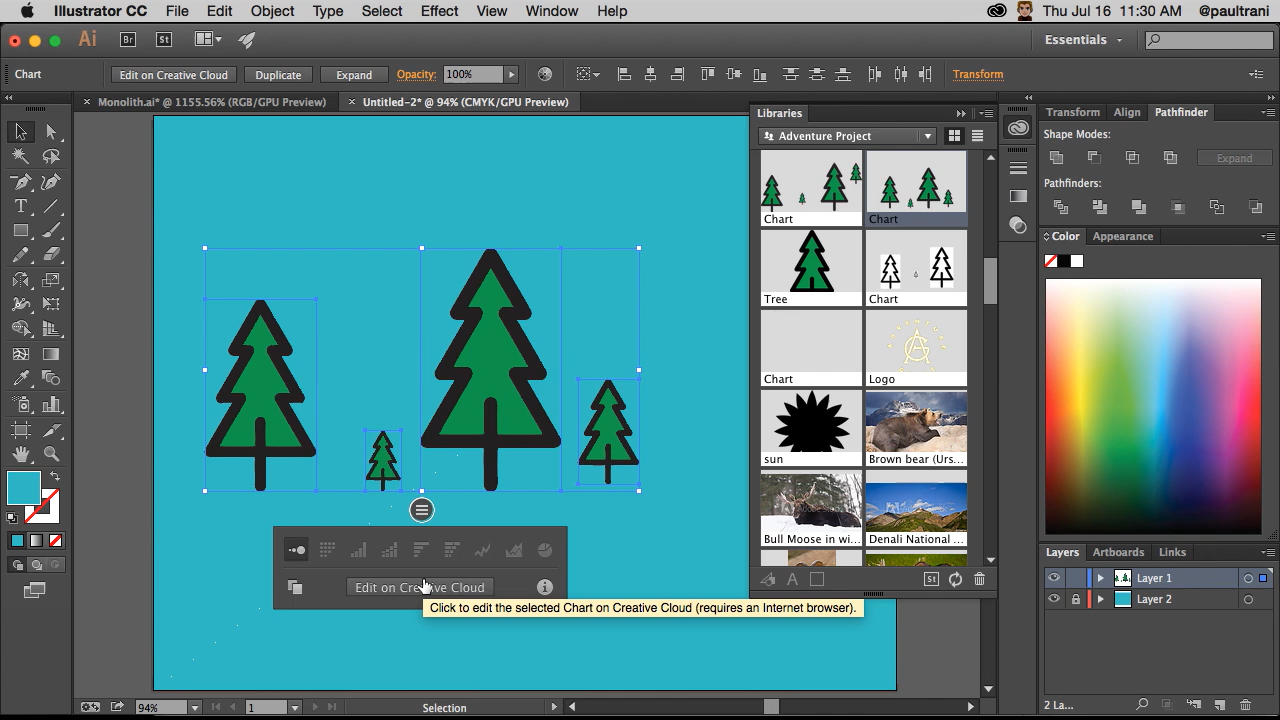 Illustrator CC File Edit Object Type Select Effect View Window Help Thu Jul 16 11:30 AM @paultrani
Ai Br St Essentials
Chart Edit on Creative Cloud Duplicate Expand Opacity: 100% Transform
× Monolith.ai* @ 1155.56% (RGB/GPU Preview) × Untitled-2* @ 94% (CMYK/GPU Preview)
Libraries
Adventure Project
Chart Chart
Tree Chart
Chart Logo
sun Brown bear (Urs...
Bull Moose in wi... Denali National ...
A St
Pathfinder
Transform Align Pathfinder
Shape Modes:
Expand
Pathfinders:
Color Appearance
Edit on Creative Cloud
Click to edit the selected Chart on Creative Cloud (requires an Internet browser).
Layers Artboards Links
Layer 1
Layer 2
94% 1 Selection
2 La...